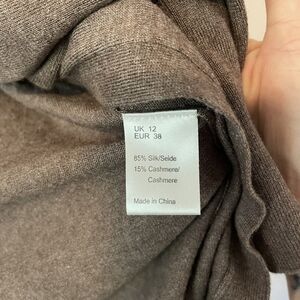 UK 12
EUR 38
85% Silk/Seide
15% Cashmere/
Cashmere
Made in China